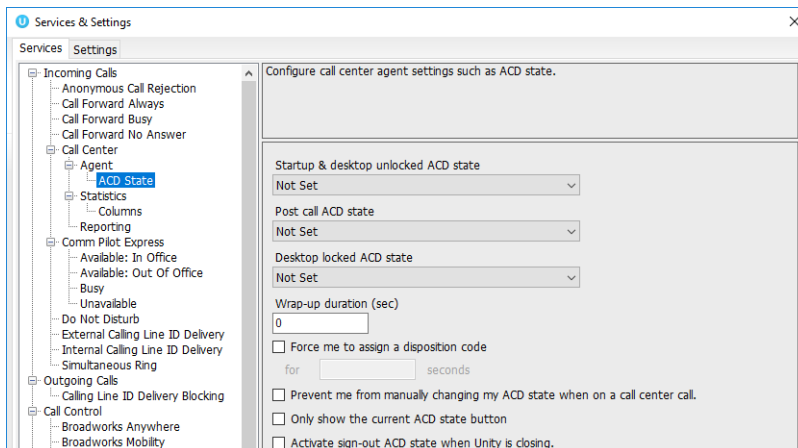 Services & Settings
Services Settings
Incoming Calls
Anonymous Call Rejection
Call Forward Always
Call Forward Busy
Call Forward No Answer
Call Center
Agent
ACD State
Statistics
Columns
Reporting
Comm Pilot Express
Available: In Office
Available: Out Of Office
Busy
Unavailable
Do Not Disturb
External Calling Line ID Delivery
Internal Calling Line ID Delivery
Simultaneous Ring
Outgoing Calls
Calling Line ID Delivery Blocking
Call Control
Broadworks Anywhere
Broadworks Mobility
Configure call center agent settings such as ACD state.
Startup & desktop unlocked ACD state
Not Set
Post call ACD state
Not Set
Desktop locked ACD state
Not Set
Wrap-up duration (sec)
0
Force me to assign a disposition code
for seconds
Prevent me from manually changing my ACD state when on a call center call.
Only show the current ACD state button
Activate sign-out ACD state when Unity is closing.